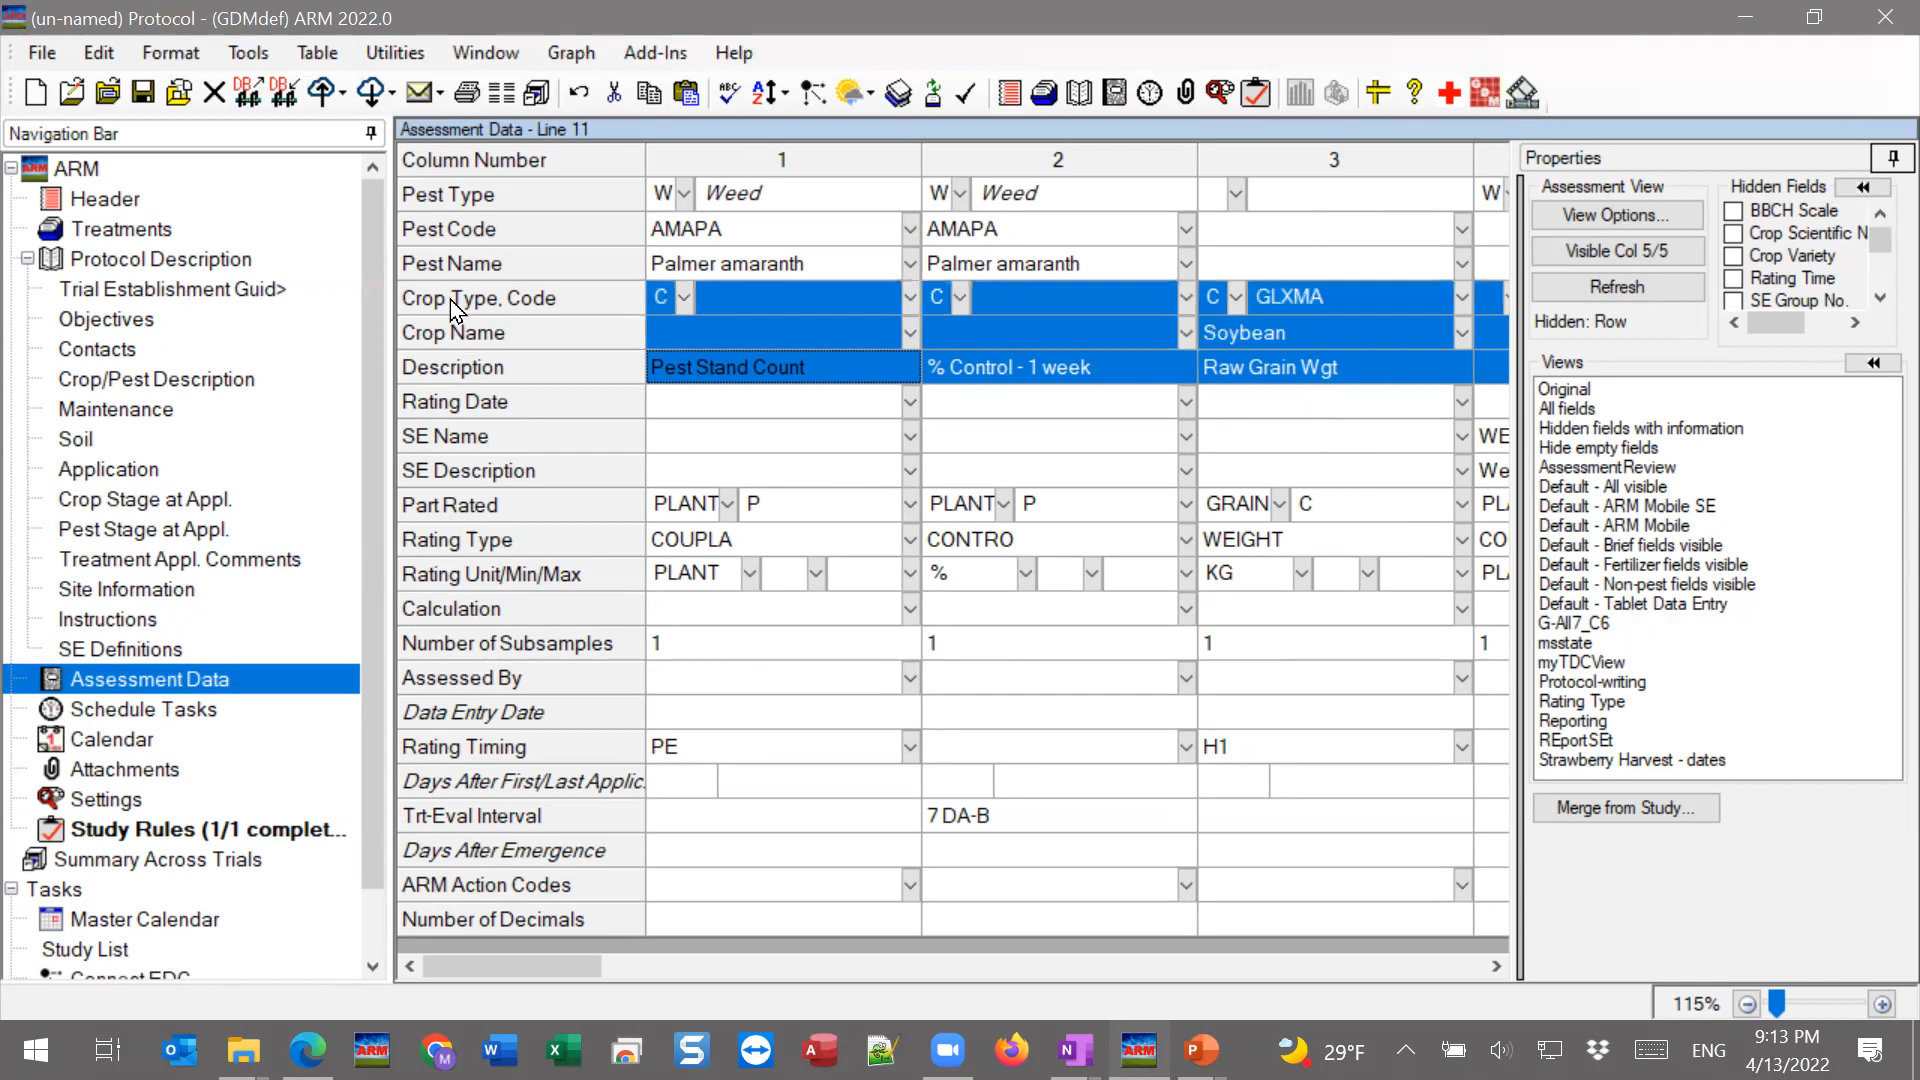 (un-named) Protocol - (GDMdef) ARM 2022.0
File Edit Format Tools Table Utilities Window Graph Add-Ins Help
Navigation Bar
ARM
Header
Treatments
Protocol Description
Trial Establishment Guid>
Objectives
Contacts
Crop/Pest Description
Maintenance
Soil
Application
Crop Stage at Appl.
Pest Stage at Appl.
Treatment Appl. Comments
Site Information
Instructions
SE Definitions
Assessment Data
Schedule Tasks
Calendar
Attachments
Settings
Study Rules (1/1 complet...
Summary Across Trials
Tasks
Master Calendar
Study List
Connect EDC
Assessment Data - Line 11
Column Number 1 2 3
Pest Type W Weed W Weed W
Pest Code AMAPA AMAPA
Pest Name Palmer amaranth Palmer amaranth
Crop Type, Code C C C GLXMA
Crop Name Soybean
Description Pest Stand Count % Control - 1 week Raw Grain Wgt
Rating Date
SE Name WE
SE Description We
Part Rated PLANT P PLANT P GRAIN C PL
Rating Type COUPLA CONTRO WEIGHT CO
Rating Unit/Min/Max PLANT % KG PL
Calculation
Number of Subsamples 1 1 1 1
Assessed By
Data Entry Date
Rating Timing PE H1
Days After First/Last Applic.
Trt-Eval Interval 7 DA-B
Days After Emergence
ARM Action Codes
Number of Decimals
Properties
Assessment View
View Options...
Visible Col 5/5
Refresh
Hidden: Row
Hidden Fields
BBCH Scale
Crop Scientific N
Crop Variety
Rating Time
SE Group No.
Views
Original
All fields
Hidden fields with information
Hide empty fields
AssessmentReview
Default - All visible
Default - ARM Mobile SE
Default - ARM Mobile
Default - Brief fields visible
Default - Fertilizer fields visible
Default - Non-pest fields visible
Default - Tablet Data Entry
G-All7_C6
msstate
myTDCView
Protocol-writing
Rating Type
Reporting
REportSEt
Strawberry Harvest - dates
Merge from Study...
115%
29°F
ENG
9:13 PM
4/13/2022